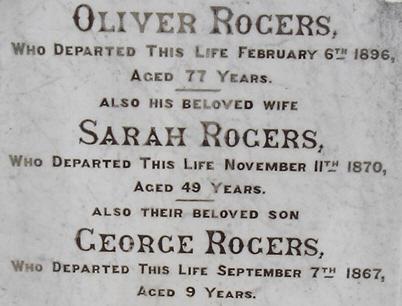 Oliver Rogers,
Who Departed This Life February 6th 1896,
Aged 77 Years.
Also his beloved wife
Sarah Rogers,
Who Departed This Life November 11th 1870,
Aged 49 Years.
Also their beloved son
George Rogers,
Who Departed This Life September 7th 1867,
Aged 9 Years.